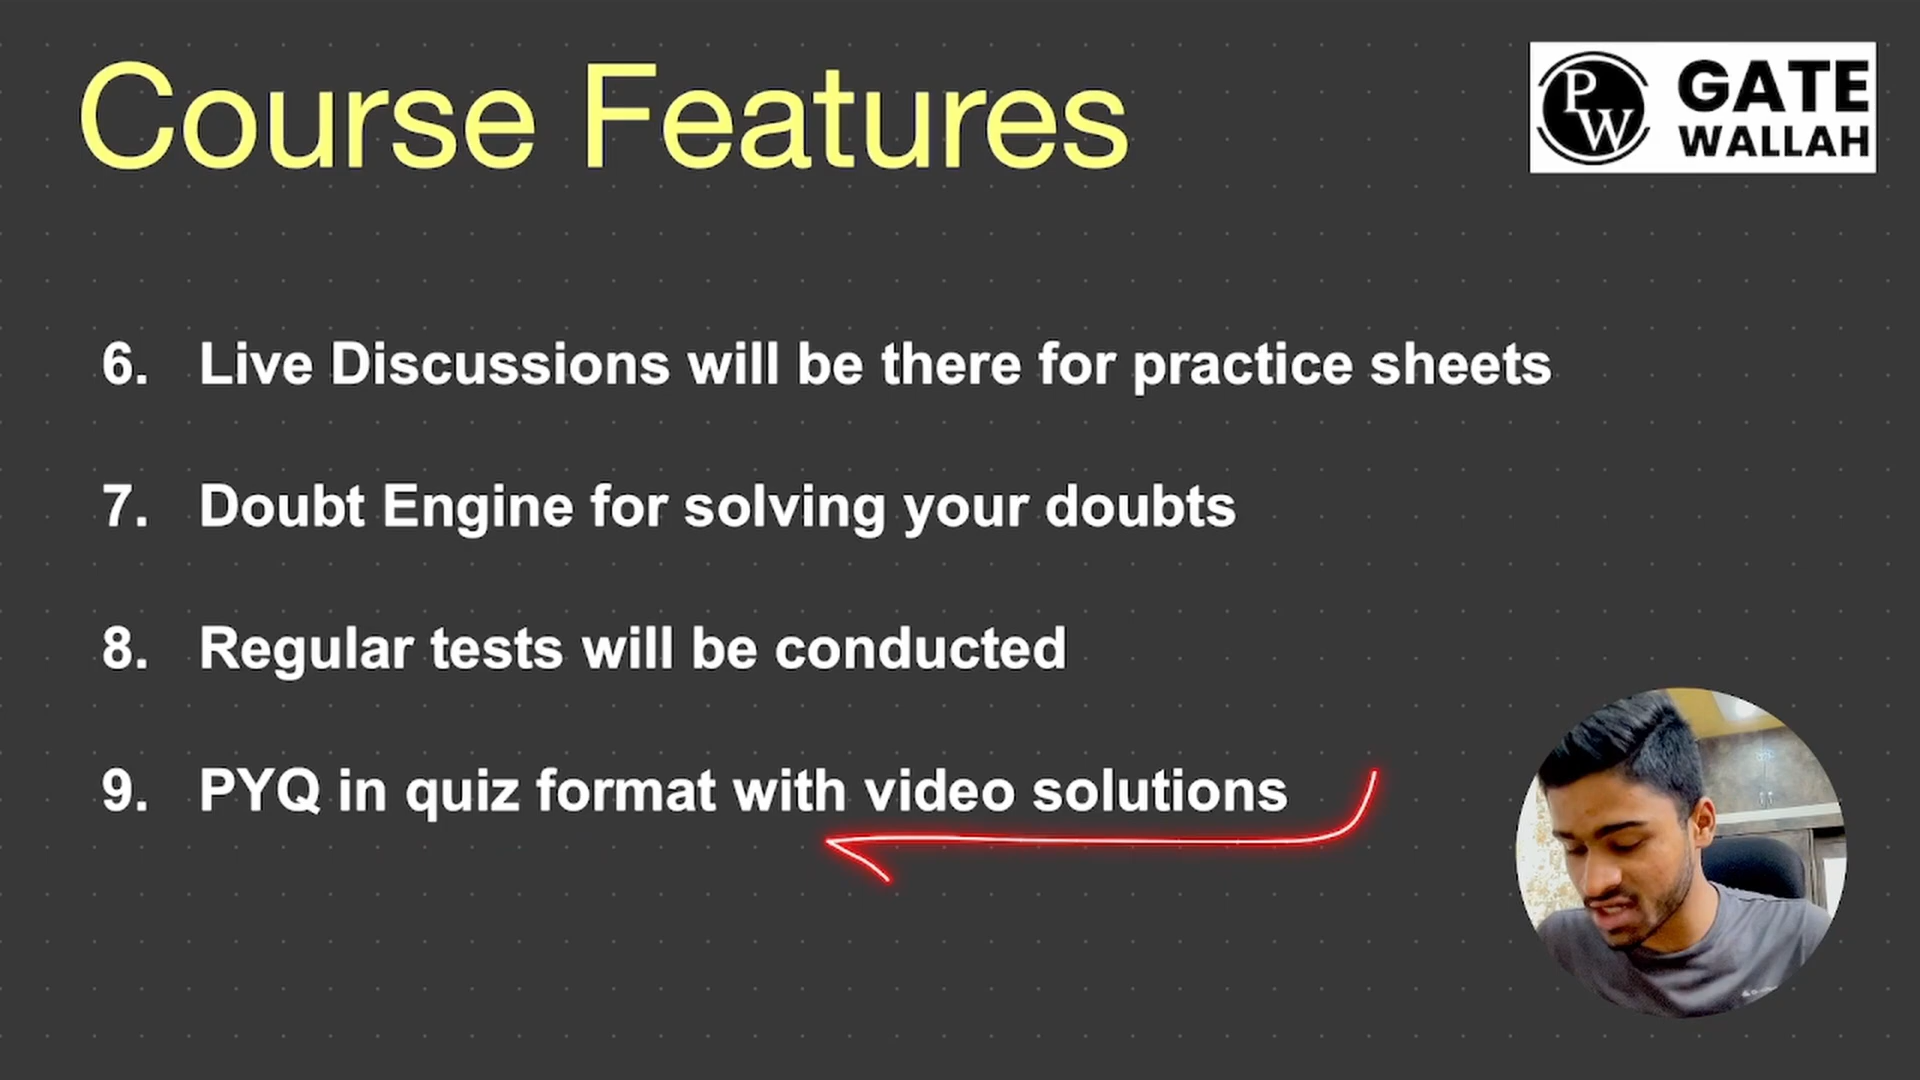 Course Features
PW
GATE
WALLAH
6. Live Discussions will be there for practice sheets
7. Doubt Engine for solving your doubts
8. Regular tests will be conducted
9. PYQ in quiz format with video solutions